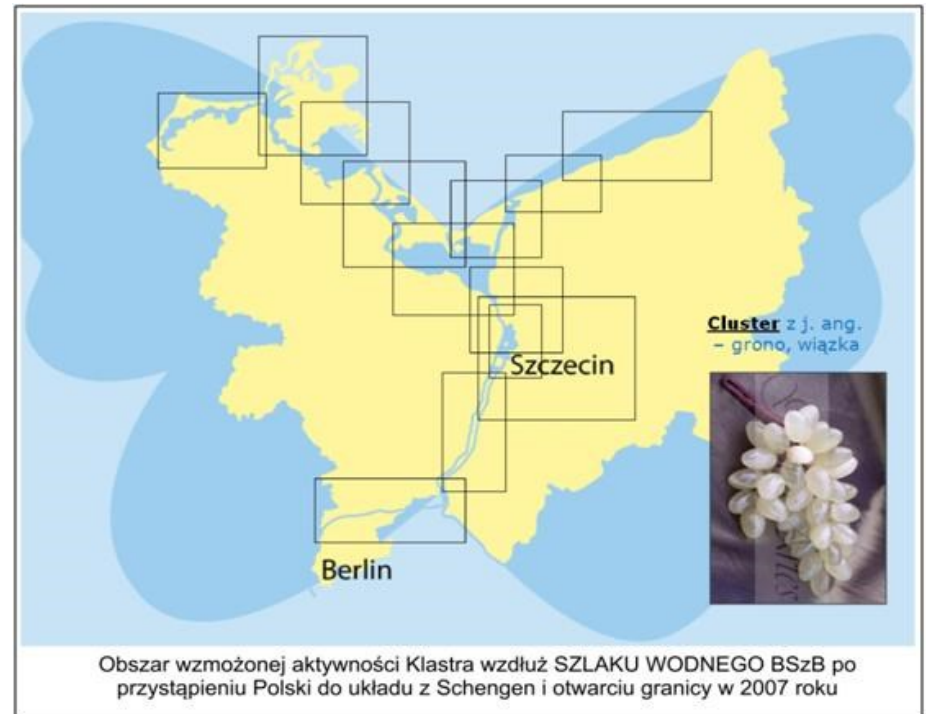 Cluster z j. ang.
– grono, wiązka
Szczecin
Berlin
Obszar wzmożonej aktywności Klastra wzdłuż SZLAKU WODNEGO BSzB po
przystąpieniu Polski do układu z Schengen i otwarciu granicy w 2007 roku